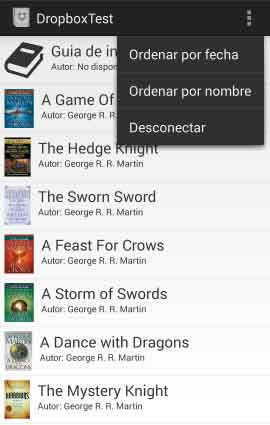 DropboxTest
Ordenar por fecha
Ordenar por nombre
Desconectar
Guia de in
Autor: No dispon
A Game Of
Autor: George R. R.
The Hedge Knight
Autor: George R. R. Martin
The Sworn Sword
Autor: George R. R. Martin
A Feast For Crows
Autor: George R. R. Martin
A Storm of Swords
Autor: George R. R. Martin
A Dance with Dragons
Autor: George R. R. Martin
The Mystery Knight
Autor: George R. R. Martin